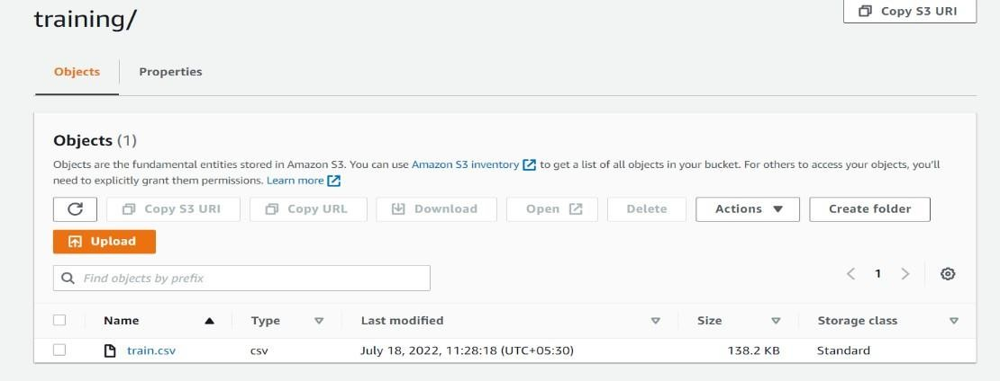 training/
Copy S3 URI
Objects Properties
Objects (1)
Objects are the fundamental entities stored in Amazon S3. You can use Amazon S3 inventory to get a list of all objects in your bucket. For others to access your objects, you'll
need to explicitly grant them permissions. Learn more
Copy S3 URI Copy URL Download Open Delete Actions Create folder
Upload
Find objects by prefix
1
Name Type Last modified Size Storage class
train.csv csv July 18, 2022, 11:28:18 (UTC+05:30) 138.2 KB Standard